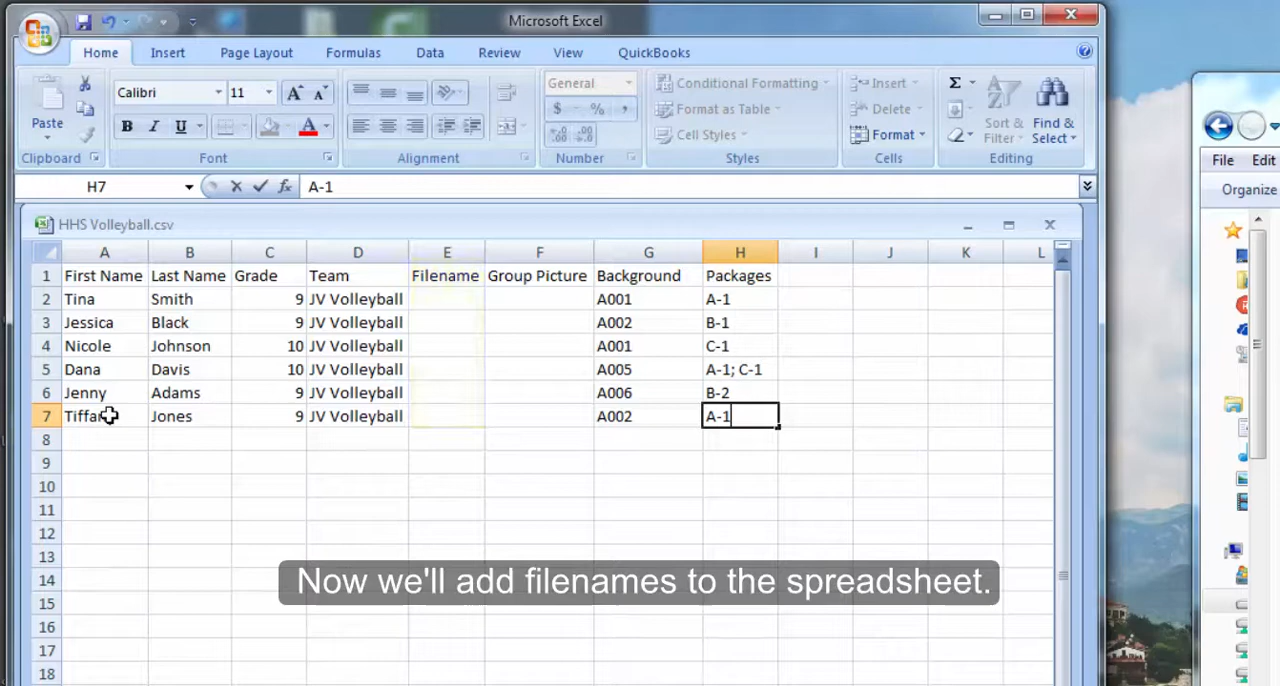 Microsoft Excel
Home Insert Page Layout Formulas Data Review View QuickBooks
Calibri 11 General Conditional Formatting Insert Σ
Paste $ % , Format as Table Delete Sort & Find &
B I U A Cell Styles Format Filter Select
Clipboard Font Alignment Number Styles Cells Editing
H7 fx A-1
HHS Volleyball.csv
A B C D E F G H I J K L
1 First Name Last Name Grade Team Filename Group Picture Background Packages
2 Tina Smith 9 JV Volleyball A001 A-1
3 Jessica Black 9 JV Volleyball A002 B-1
4 Nicole Johnson 10 JV Volleyball A001 C-1
5 Dana Davis 10 JV Volleyball A005 A-1; C-1
6 Jenny Adams 9 JV Volleyball A006 B-2
7 Jones 9 JV Volleyball A002 A-1
8
9
10
11
12
13
14
15
16
17
18
Now we'll add filenames to the spreadsheet.
File Edit
Organize